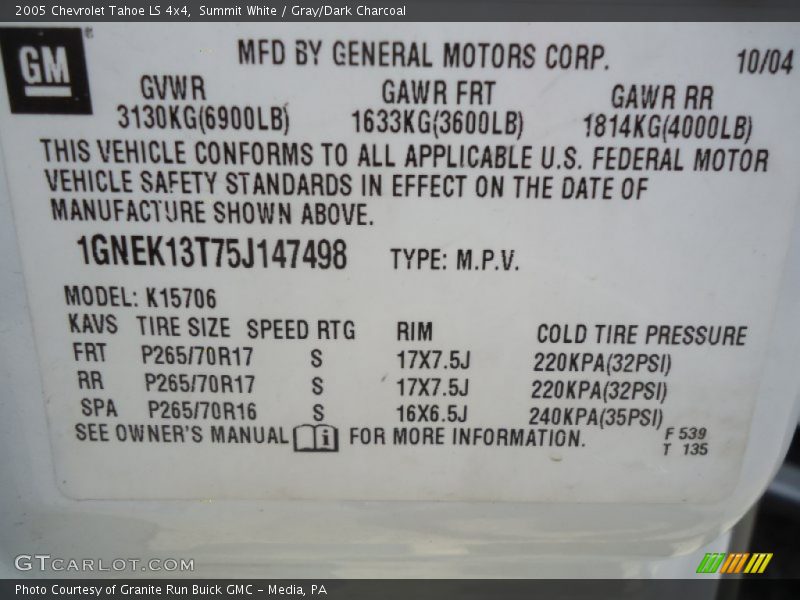 2005 Chevrolet Tahoe LS 4x4,  Summit White / Gray/Dark Charcoal
GM
®
MFD BY GENERAL MOTORS CORP.
10/04
GVWR GAWR FRT GAWR RR
3130KG(6900LB) 1633KG(3600LB) 1814KG(4000LB)
THIS VEHICLE CONFORMS TO ALL APPLICABLE U.S. FEDERAL MOTOR
VEHICLE SAFETY STANDARDS IN EFFECT ON THE DATE OF
MANUFACTURE SHOWN ABOVE.
1GNEK13T75J147498 TYPE: M.P.V.
MODEL: K15706
KAVS TIRE SIZE SPEED RTG RIM COLD TIRE PRESSURE
FRT P265/70R17 S 17X7.5J 220KPA(32PSI)
RR P265/70R17 S 17X7.5J 220KPA(32PSI)
SPA P265/70R16 S 16X6.5J 240KPA(35PSI)
SEE OWNER'S MANUAL i FOR MORE INFORMATION.
F 539
T 135
GTCARLOT.COM
Photo Courtesy of Granite Run Buick GMC – Media, PA